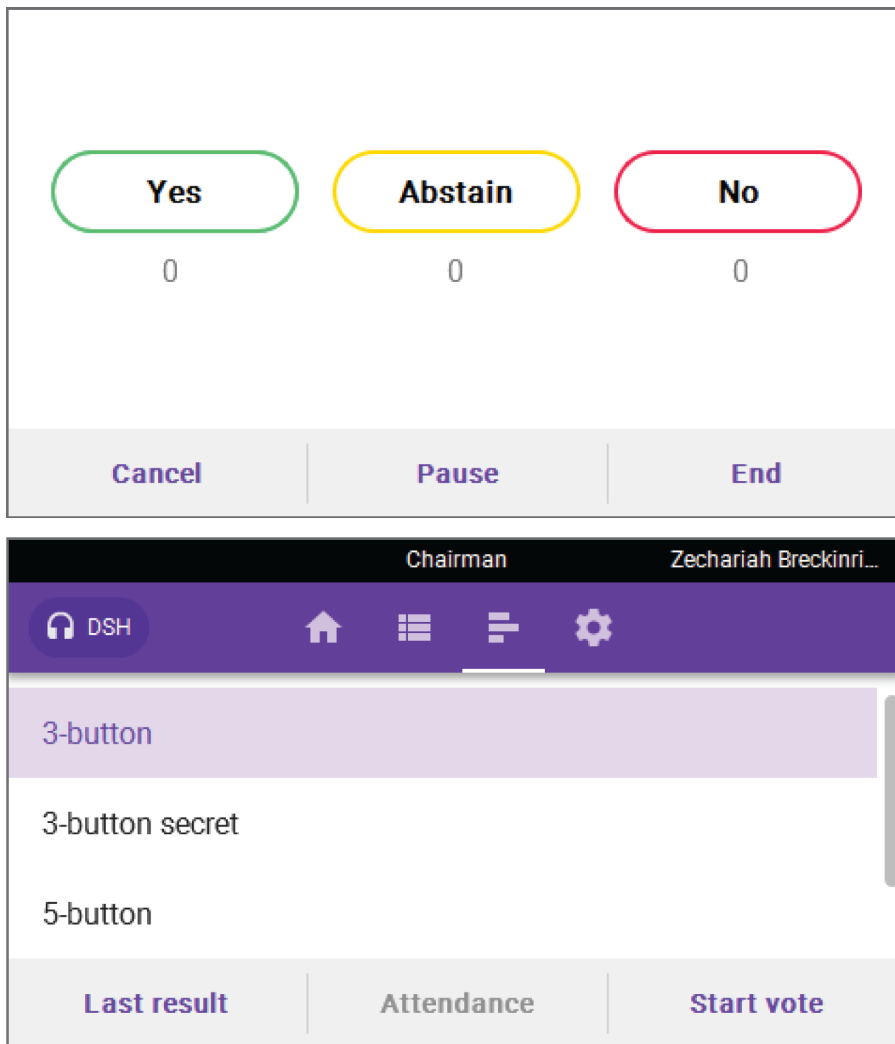 Yes Abstain No
0 0 0
Cancel Pause End
Chairman Zechariah Breckinri...
DSH
3-button
3-button secret
5-button
Last result Attendance Start vote